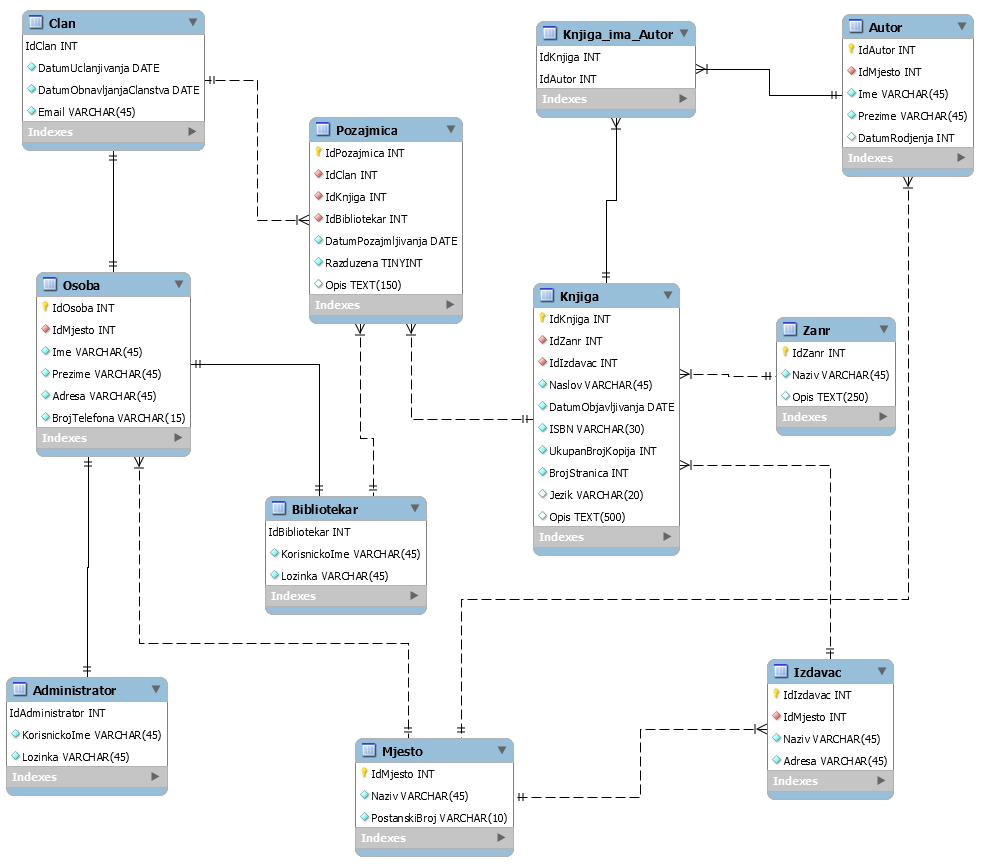 Clan
IdClan INT
DatumUclanjivanja DATE
DatumObnavljanjaClanstva DATE
Email VARCHAR(45)
Indexes
Knjiga_ima_Autor
IdKnjiga INT
IdAutor INT
Indexes
Autor
IdAutor INT
IdMjesto INT
Ime VARCHAR(45)
Prezime VARCHAR(45)
DatumRodjenja INT
Indexes
Pozajmica
IdPozajmica INT
IdClan INT
IdKnjiga INT
IdBibliotekar INT
DatumPozajmljivanja DATE
Razduzena TINYINT
Opis TEXT(150)
Indexes
Osoba
IdOsoba INT
IdMjesto INT
Ime VARCHAR(45)
Prezime VARCHAR(45)
Adresa VARCHAR(45)
BrojTelefona VARCHAR(15)
Indexes
Knjiga
IdKnjiga INT
IdZanr INT
IdIzdavac INT
Naslov VARCHAR(45)
DatumObjavljivanja DATE
ISBN VARCHAR(30)
UkupanBrojKopija INT
BrojStranica INT
Jezik VARCHAR(20)
Opis TEXT(500)
Indexes
Zanr
IdZanr INT
Naziv VARCHAR(45)
Opis TEXT(250)
Indexes
Bibliotekar
IdBibliotekar INT
KorisnickoIme VARCHAR(45)
Lozinka VARCHAR(45)
Indexes
Administrator
IdAdministrator INT
KorisnickoIme VARCHAR(45)
Lozinka VARCHAR(45)
Indexes
Mjesto
IdMjesto INT
Naziv VARCHAR(45)
PostanskiBroj VARCHAR(10)
Indexes
Izdavac
IdIzdavac INT
IdMjesto INT
Naziv VARCHAR(45)
Adresa VARCHAR(45)
Indexes